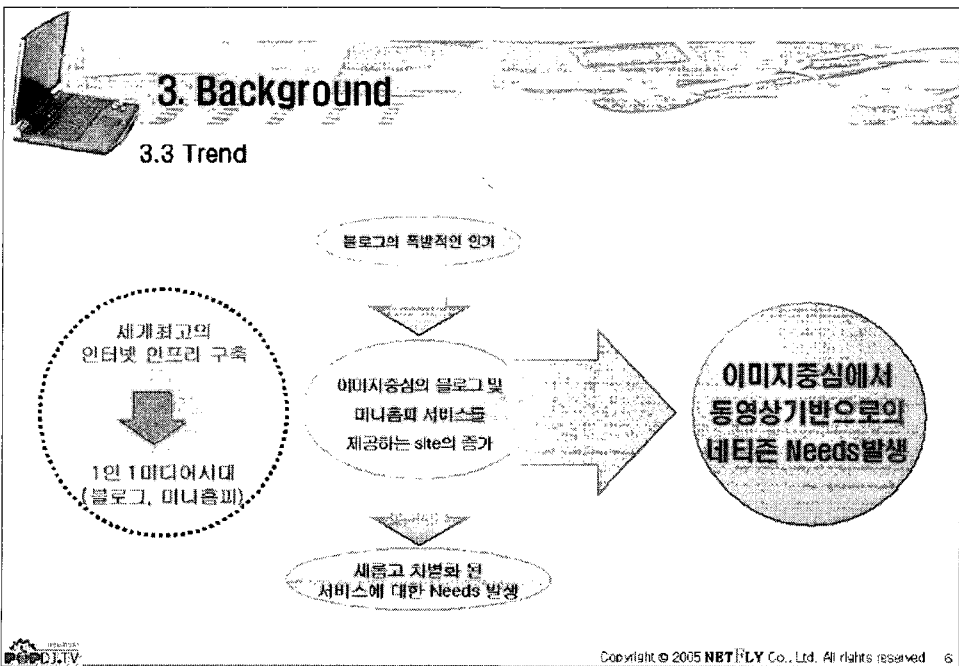 3. Background
3.3 Trend
블로그의 폭발적인 인기
세계최고의
인터넷 인프리 구축
1인 1미디어시대
(블로그, 미니홈피)
이미지중심의 블로그 및
미니홈피 서비스를
제공하는 site의 증가
새롭고 차별화 된
서비스에 대한 Needs 발생
이미지중심에서
동영상기반으로의
네티즌 Needs발생
POPDJ.TV
Copyright © 2005 NETFLY Co., Ltd. All rights reserved 6